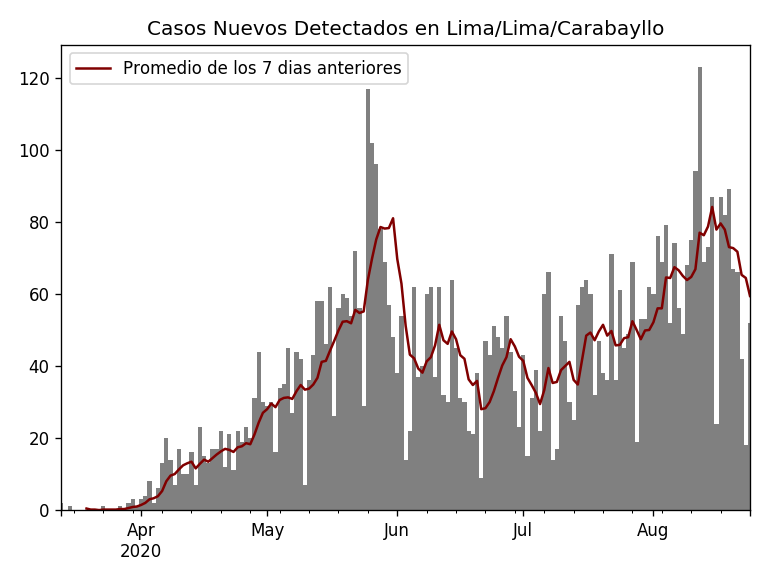 Casos Nuevos Detectados en Lima/Lima/Carabayllo
Promedio de los 7 dias anteriores
120
100
80
60
40
20
0
Apr May Jun Jul Aug
2020